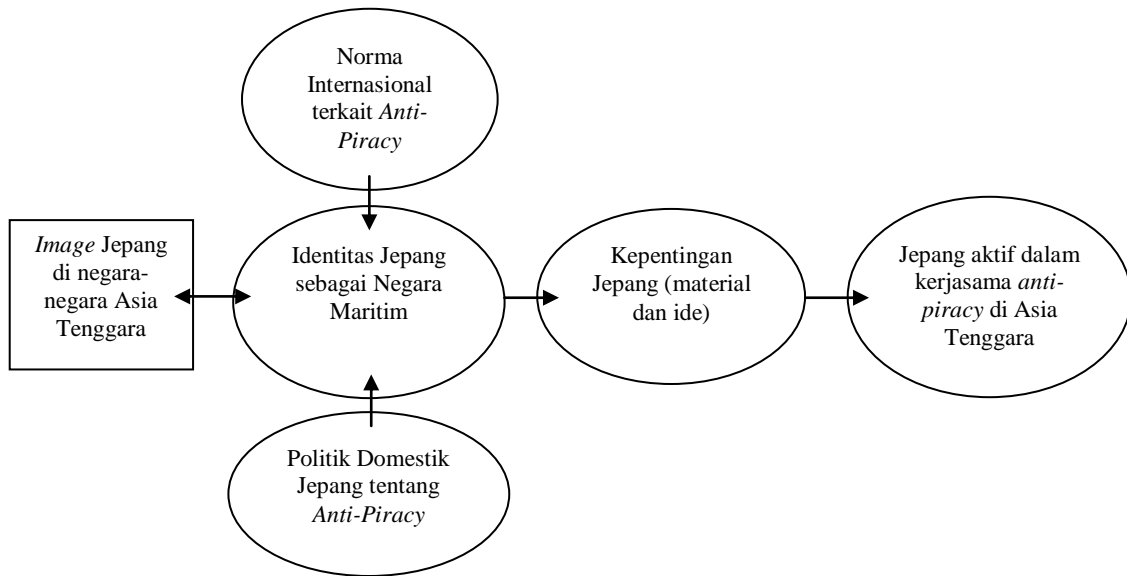 Norma
Internasional
terkait Anti-
Piracy
Image Jepang
di negara-
negara Asia
Tenggara
Identitas Jepang
sebagai Negara
Maritim
Kepentingan
Jepang (material
dan ide)
Jepang aktif dalam
kerjasama anti-
piracy di Asia
Tenggara
Politik Domestik
Jepang tentang
Anti-Piracy